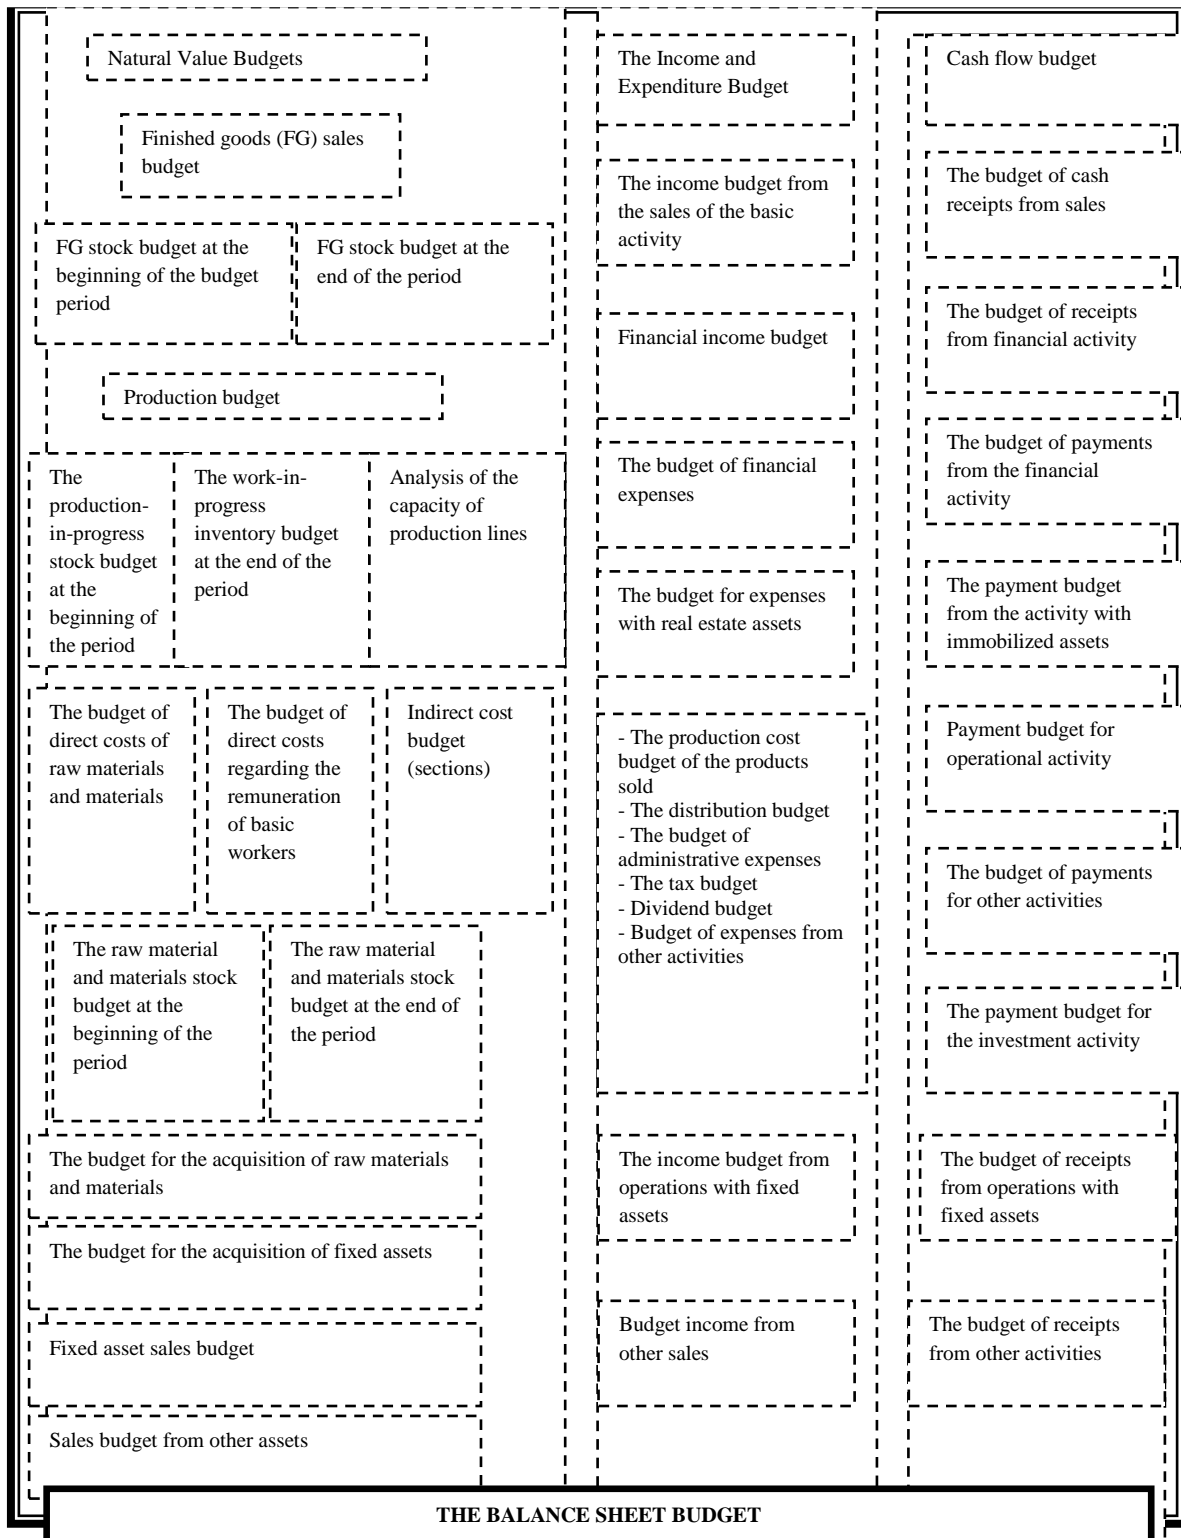 Natural Value Budgets
Finished goods (FG) sales
budget
FG stock budget at the
beginning of the budget
period
FG stock budget at the
end of the period
Production budget
The
production-
in-progress
stock budget
at the
beginning of
the period
The work-in-
progress
inventory budget
at the end of the
period
Analysis of the
capacity of
production lines
The budget of
direct costs of
raw materials
and materials
The budget of
direct costs
regarding the
remuneration
of basic
workers
Indirect cost
budget
(sections)
The raw material
and materials stock
budget at the
beginning of the
period
The raw material
and materials stock
budget at the end of
the period
The budget for the acquisition of raw materials
and materials
The budget for the acquisition of fixed assets
Fixed asset sales budget
Sales budget from other assets
The Income and
Expenditure Budget
The income budget from
the sales of the basic
activity
Financial income budget
The budget of financial
expenses
The budget for expenses
with real estate assets
- The production cost
budget of the products
sold
- The distribution budget
- The budget of
administrative expenses
- The tax budget
- Dividend budget
- Budget of expenses from
other activities
The income budget from
operations with fixed
assets
Budget income from
other sales
Cash flow budget
The budget of cash
receipts from sales
The budget of receipts
from financial activity
The budget of payments
from the financial
activity
The payment budget
from the activity with
immobilized assets
Payment budget for
operational activity
The budget of payments
for other activities
The payment budget for
the investment activity
The budget of receipts
from operations with
fixed assets
The budget of receipts
from other activities
THE BALANCE SHEET BUDGET